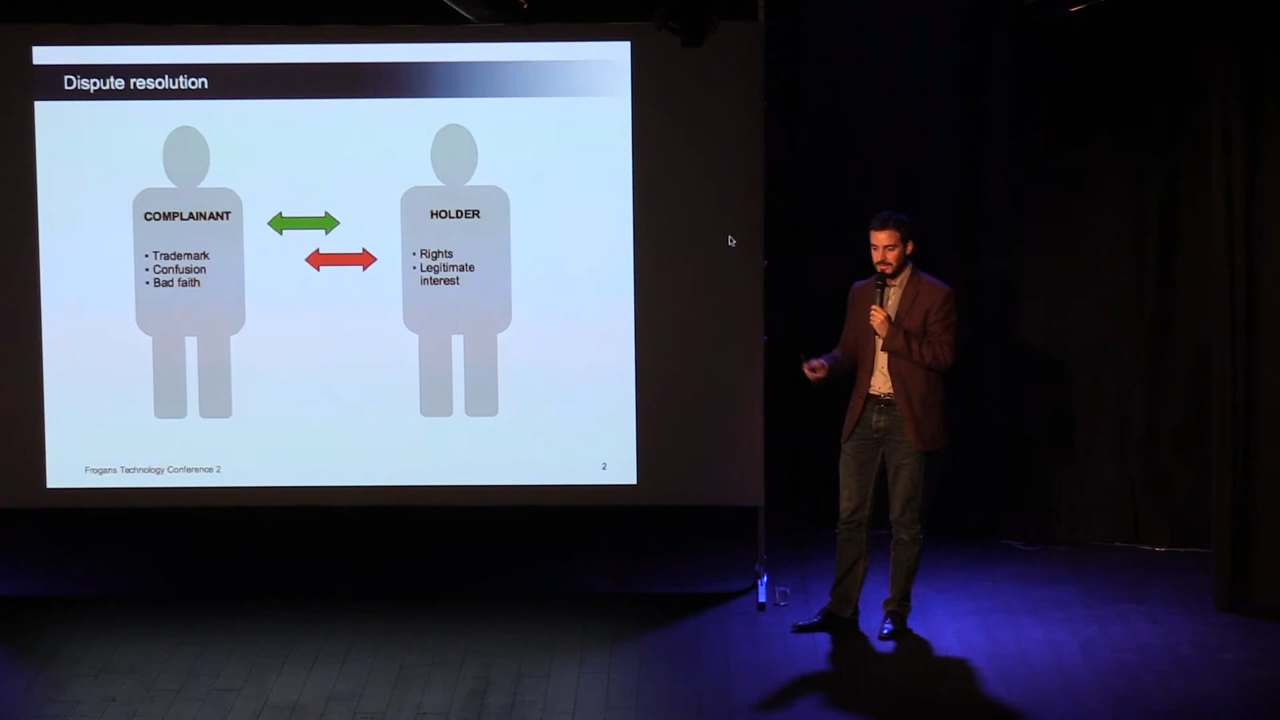 Dispute resolution
COMPLAINANT
• Trademark
• Confusion
• Bad faith
HOLDER
• Rights
• Legitimate
interest
Frogans Technology Conference 2
2